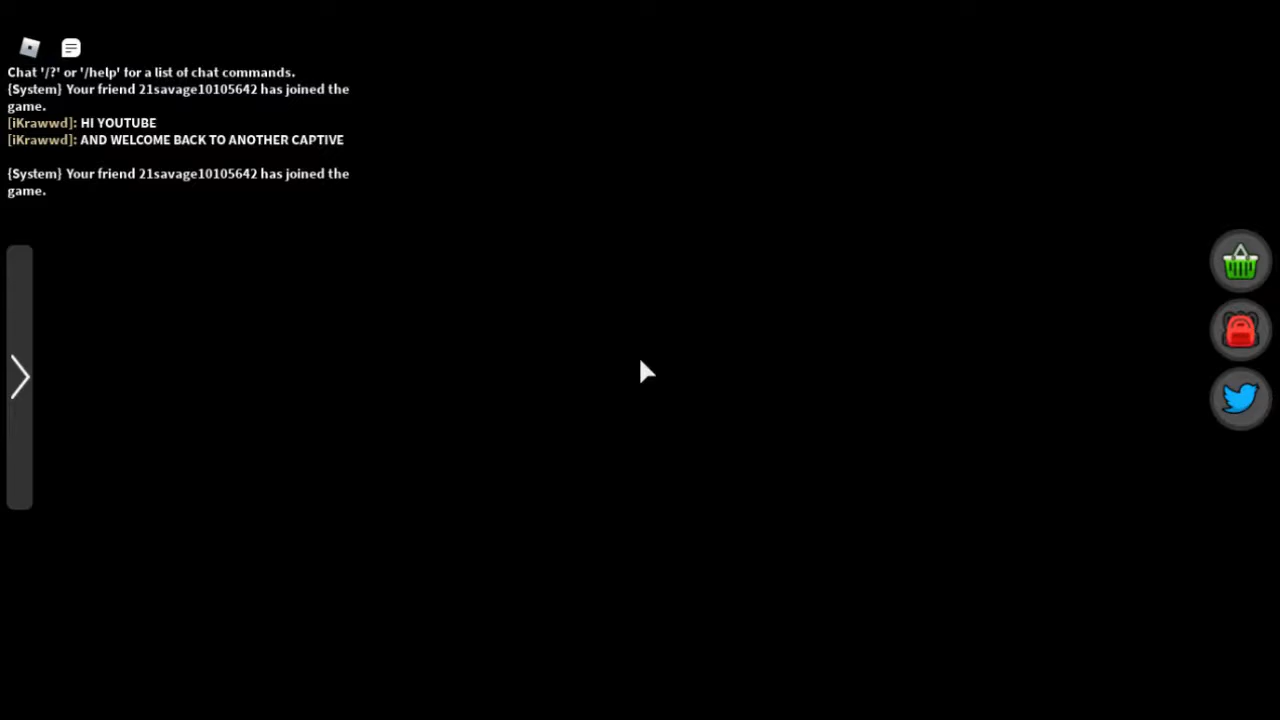 Chat '/?' or '/help' for a list of chat commands.
{System} Your friend 21savage10105642 has joined the
game.
[iKrawwd]: HI YOUTUBE
[iKrawwd]: AND WELCOME BACK TO ANOTHER CAPTIVE
{System} Your friend 21savage10105642 has joined the
game.